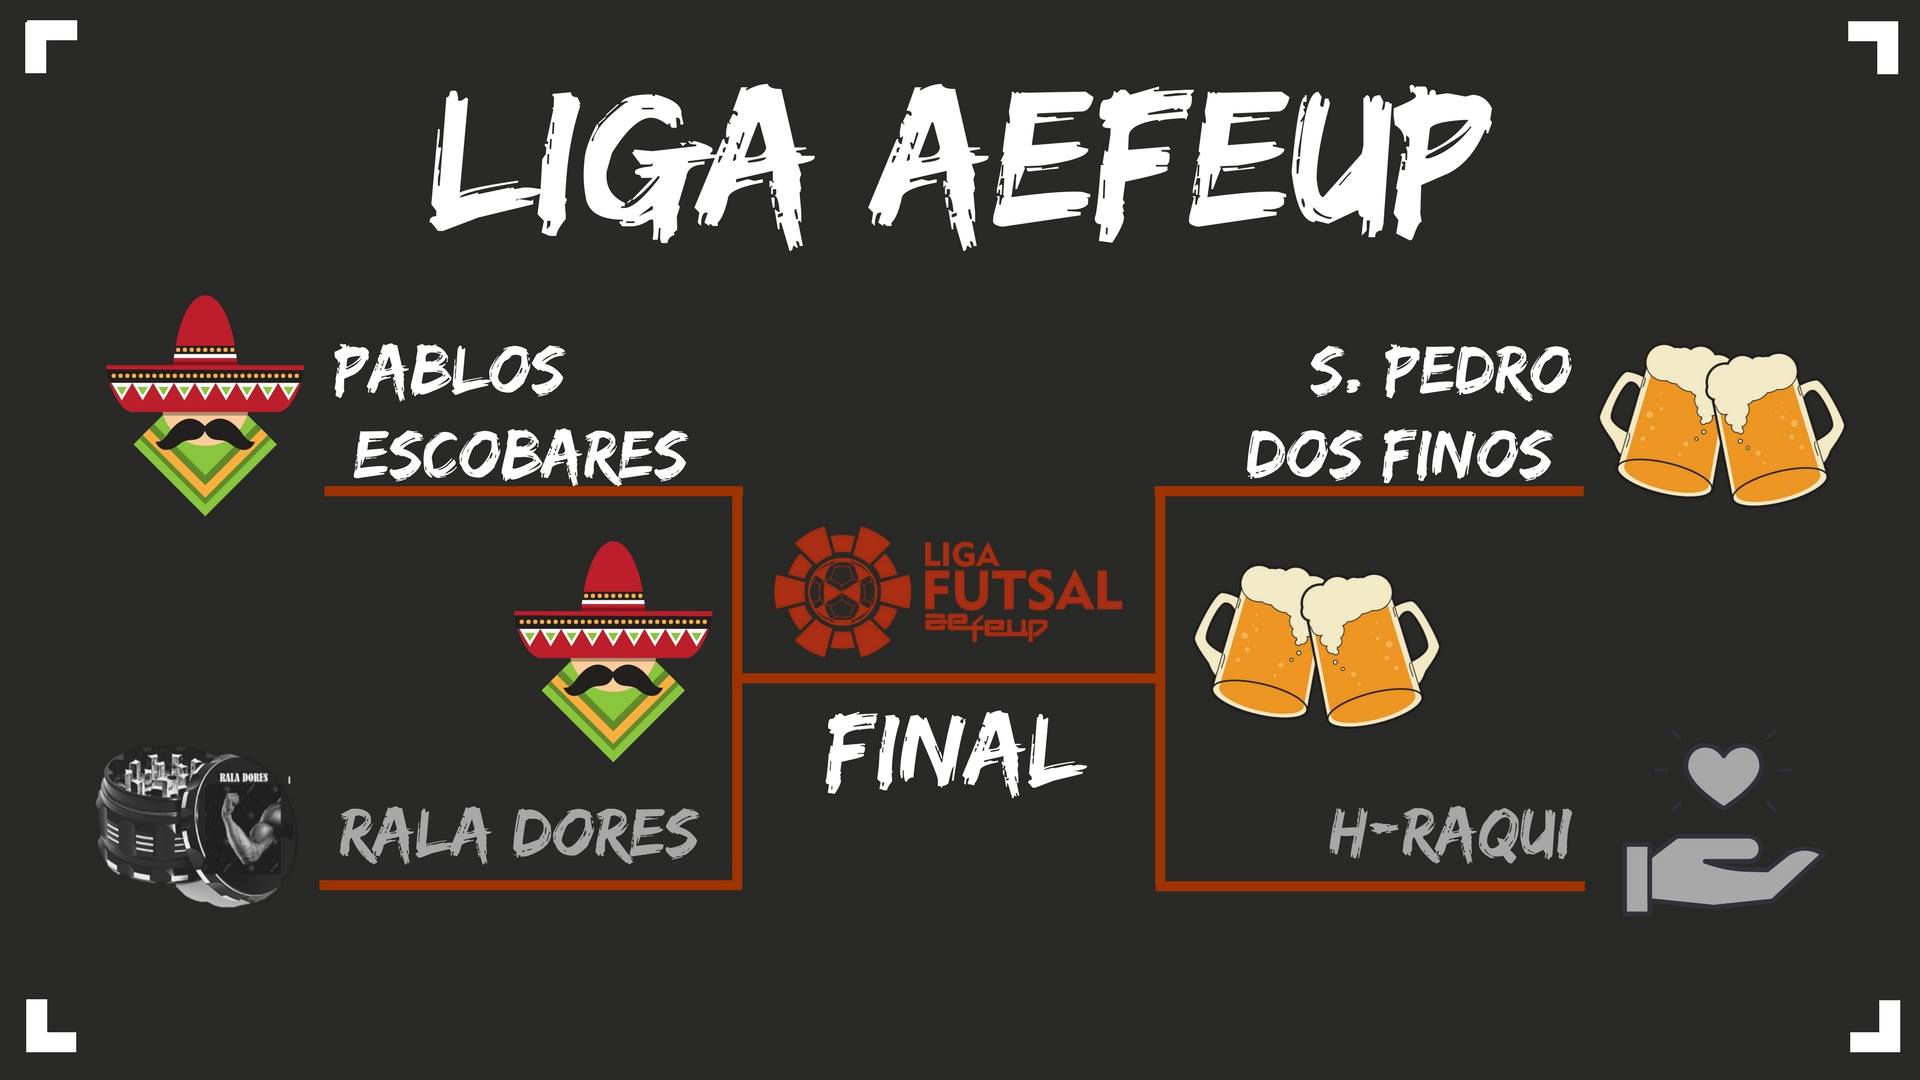 LIGA AEFEUP
PABLOS
ESCOBARES
S. PEDRO
DOS FINOS
LIGA
FUTSAL
aefeup
FINAL
RALA DORES
RALA DORES
H-RAQUI